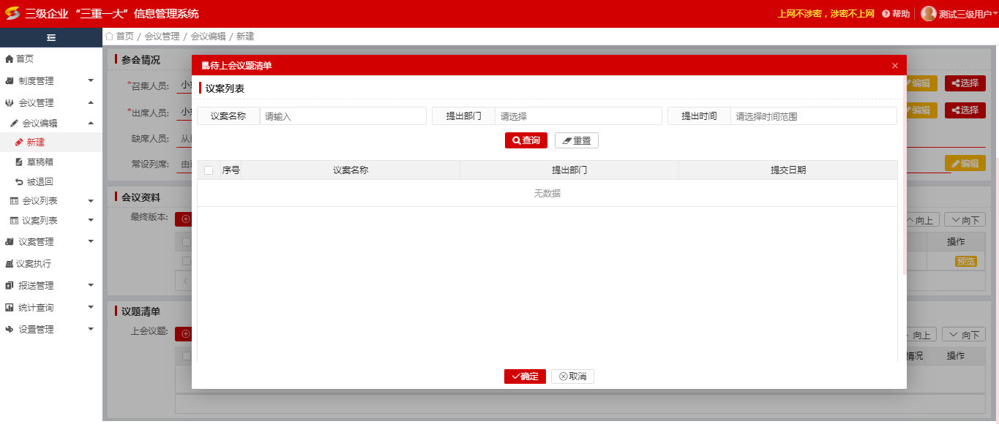 三级企业 “三重一大” 信息管理系统
上网不涉密，涉密不上网 帮助 测试三级用户
首页 / 会议管理 / 会议编辑 / 新建
首页
制度管理
会议管理
会议编辑
新建
草稿箱
被退回
会议列表
议案列表
议案管理
议案执行
报送管理
统计查询
设置管理
参会情况
*召集人员:
编辑 选择
*出席人员:
编辑 选择
缺席人员:
常设列席:
编辑
会议资料
最终版本:
向上 向下
操作
预览
议题清单
上会议题:
向上 向下
情况 操作
待上会议题清单
议案列表
议案名称 请输入 提出部门 请选择 提出时间 请选择时间范围
查询 重置
序号 议案名称 提出部门 提交日期
无数据
确定 取消